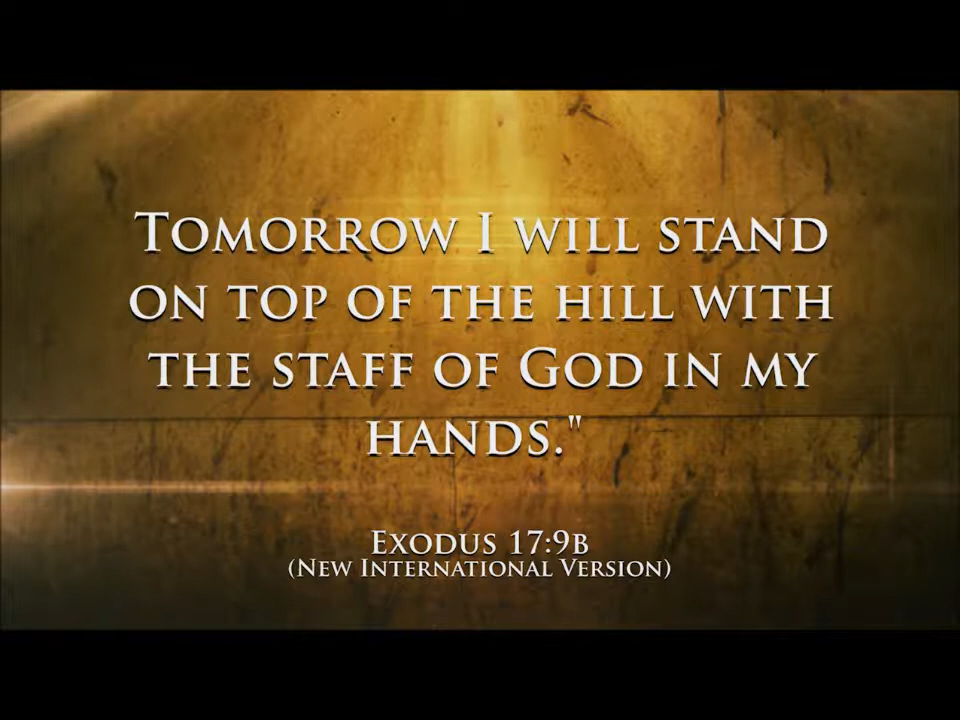 Tomorrow I will stand
on top of the hill with
the staff of God in my
hands."
Exodus 17:9b
(New International Version)